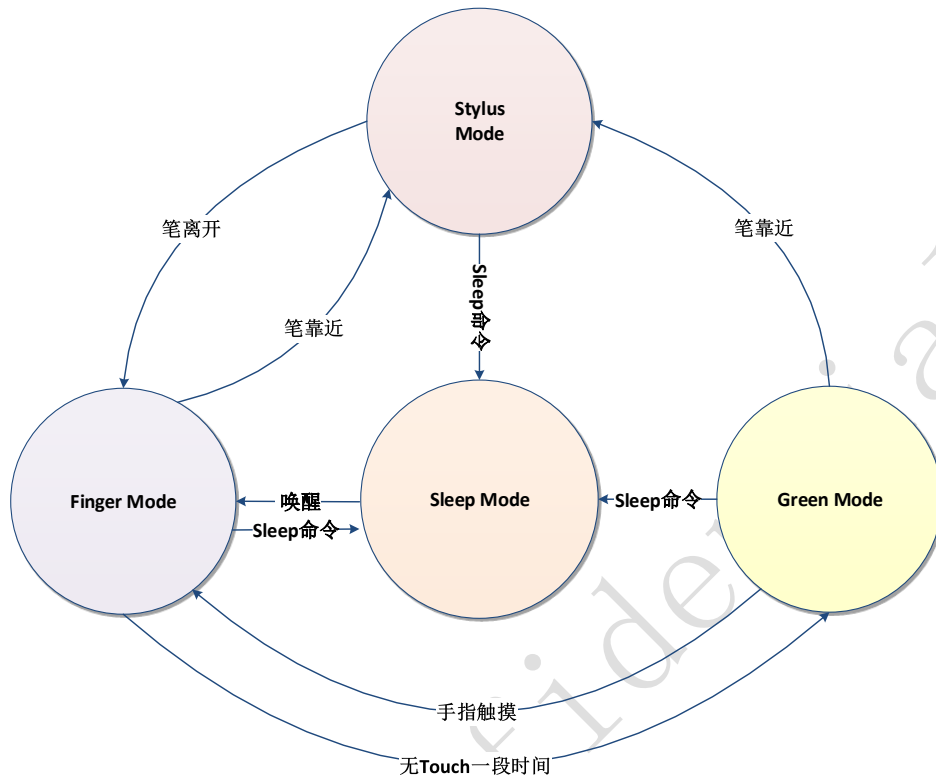 Stylus
Mode
笔离开
笔靠近
笔靠近
Sleep命令
Finger Mode
唤醒
Sleep命令
Sleep Mode
Sleep命令
Green Mode
手指触摸
无Touch一段时间